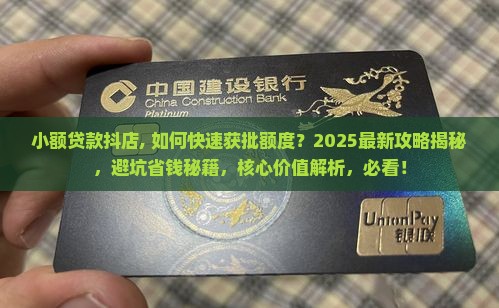 中国建设银行
China Construction Bank
Platinum
小额贷款抖店, 如何快速获批额度？2025最新攻略揭秘
，避坑省钱秘籍，核心价值解析，必看！
UnionPay
银联